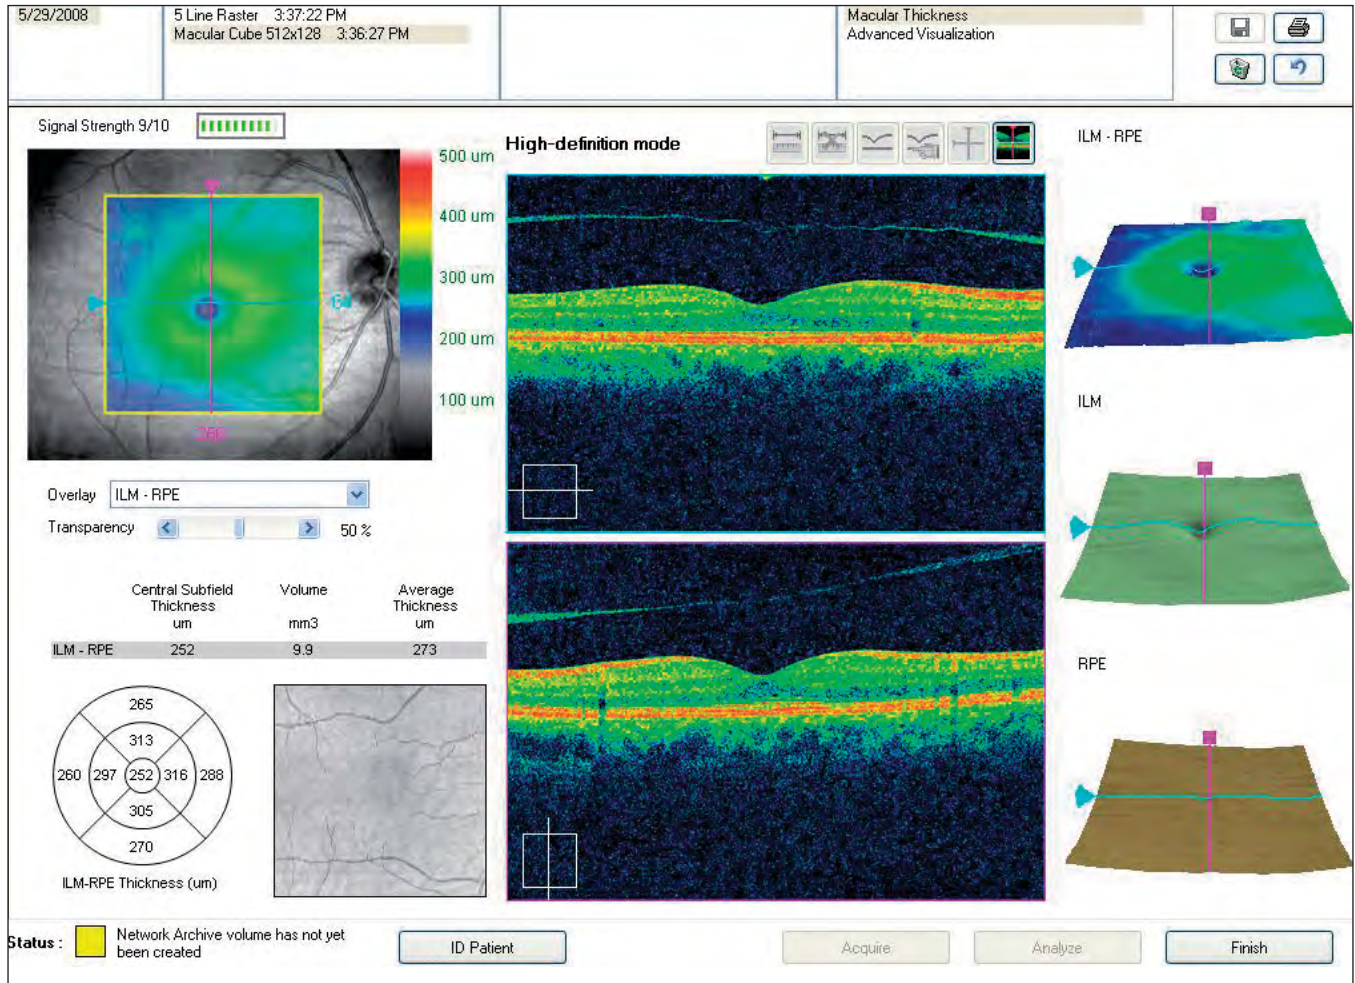 5/29/2008
5 Line Raster 3:37:22 PM
Macular Cube 512x128 3:36:27 PM
Macular Thickness
Advanced Visualization
Signal Strength 9/10
High-definition mode
ILM - RPE
500 um
400 um
300 um
200 um
100 um
64
Overlay ILM - RPE
Transparency 50 %
ILM
Central Subfield Thickness um
Volume mm3
Average Thickness um
ILM - RPE 252 9.9 273
RPE
265
313
260 297 252 316 288
305
270
ILM-RPE Thickness (um)
Status : Network Archive volume has not yet
been created
ID Patient
Acquire
Analyze
Finish